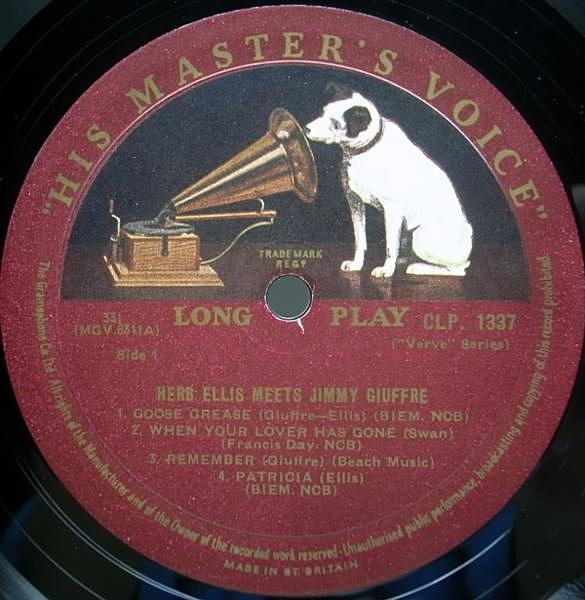 "HIS MASTER'S VOICE"
TRADE MARK
REGD
LONG PLAY
33⅓
(MGV.8311A)
Side 1
CLP. 1337
("Verve" Series)
HERB ELLIS MEETS JIMMY GIUFFRE
1. GOOSE GREASE (Giuffre—Ellis) (BIEM. NCB)
2. WHEN YOUR LOVER HAS GONE (Swan)
(Francis Day. NCB)
3. REMEMBER (Giuffre) (Beach Music)
4. PATRICIA (Ellis)
(BIEM. NCB)
The Gramophone Co. Ltd. All rights of the Manufacturer and of the Owner of the recorded work reserved · Unauthorised public performance, broadcasting and copying of this record prohibited.
MADE IN GT. BRITAIN